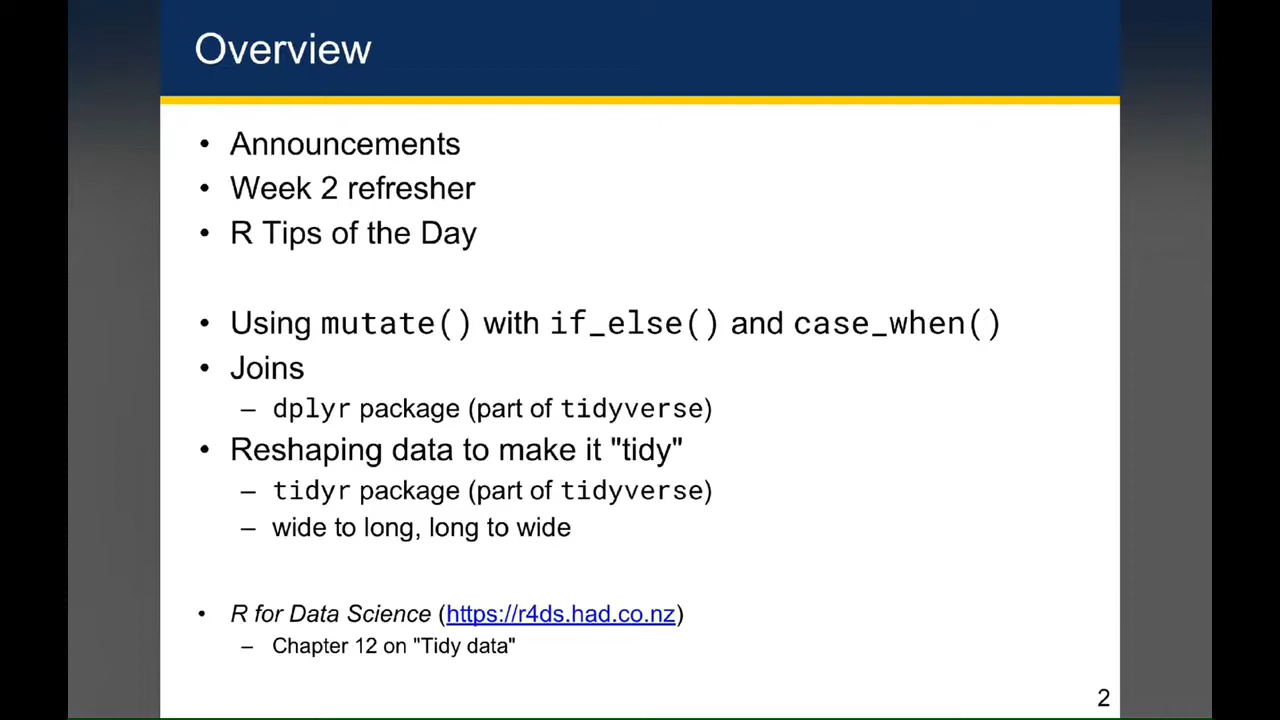 Overview
• Announcements
• Week 2 refresher
• R Tips of the Day
• Using mutate() with if_else() and case_when()
• Joins
– dplyr package (part of tidyverse)
• Reshaping data to make it "tidy"
– tidyr package (part of tidyverse)
– wide to long, long to wide
• R for Data Science (https://r4ds.had.co.nz)
– Chapter 12 on "Tidy data"
2